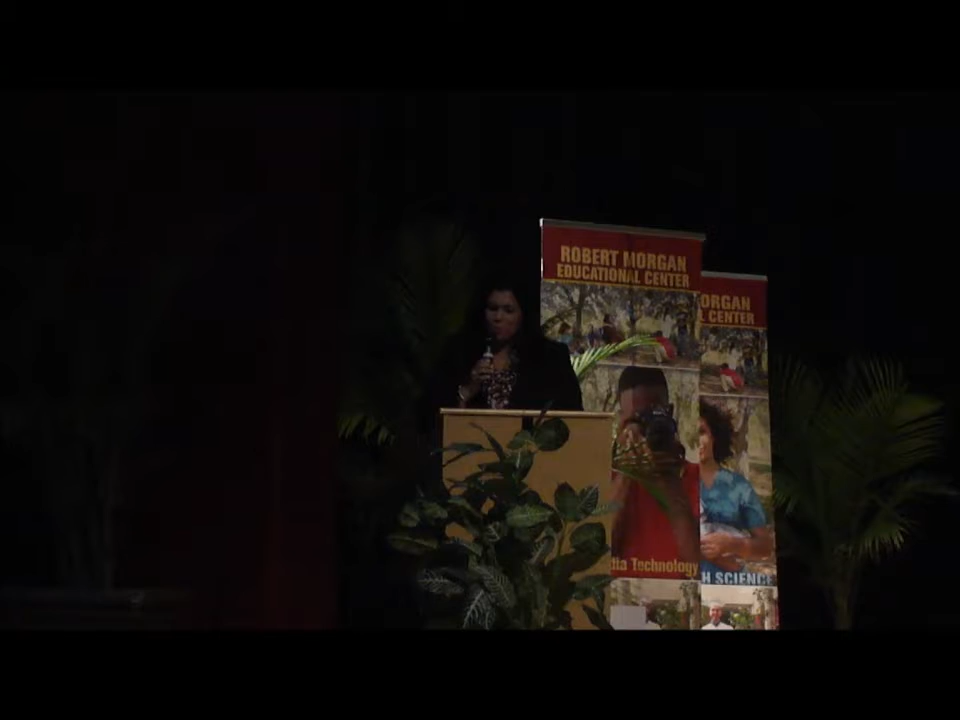 ROBERT MORGAN
EDUCATIONAL CENTER
ORGAN
L CENTER
dia Technology
H SCIENCE